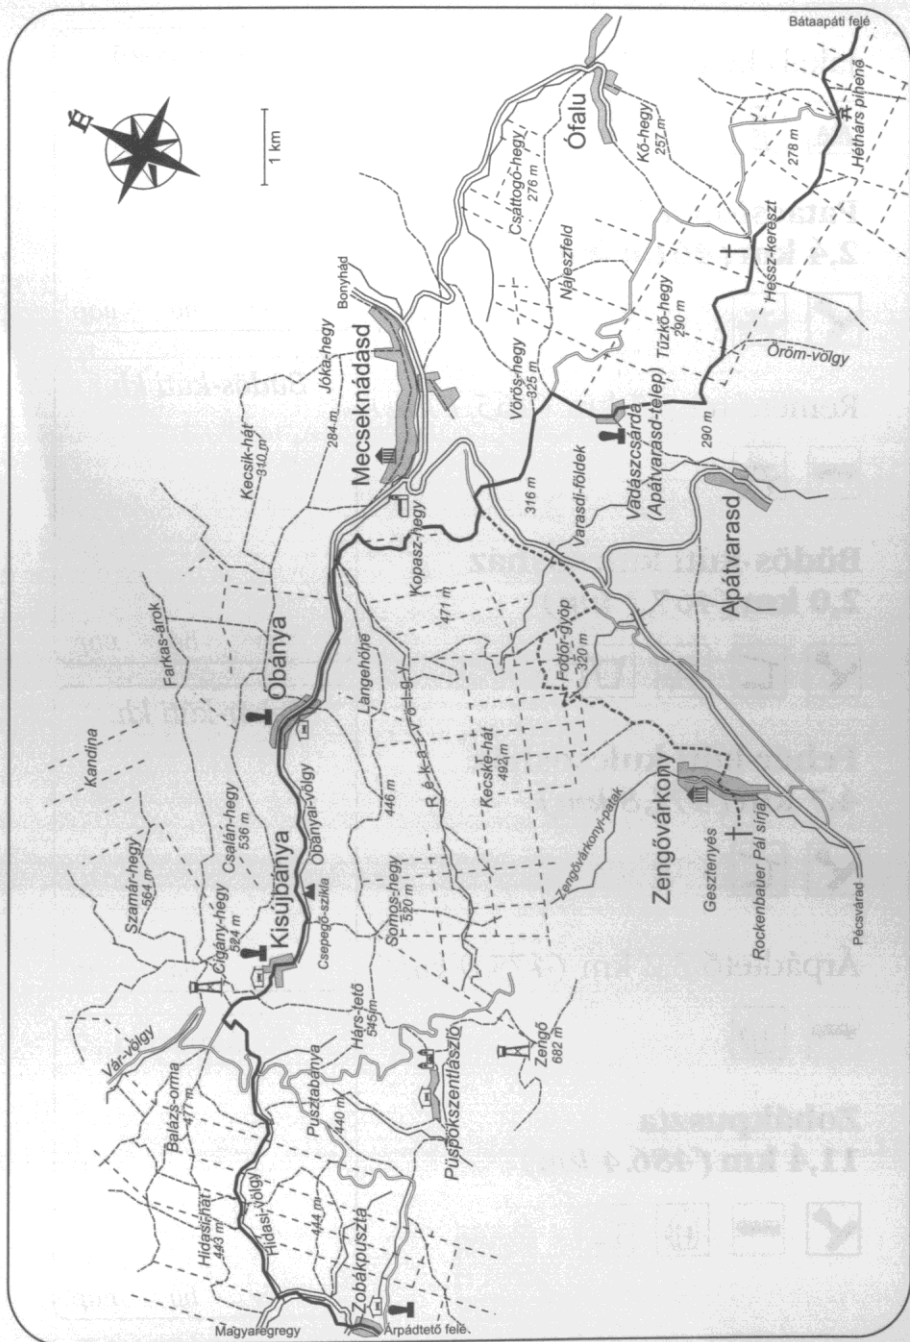 Bátaapáti felé
É
1 km
Ófalu
Kő-hegy
257 m
278 m
Héthárs pihenő
Csáttogó-hegy
276 m
Bonyhád
Nájeszfeld
Hessz-kereszt
Jóka-hegy
284 m
Mecseknádasd
Vörös-hegy
325 m
Tűzkő-hegy
290 m
Öröm-völgy
Kecsik-hát
310 m
290 m
316 m
Varasdi-földek
Vadászcsárda
(Apátvarasd-telep)
Kopasz-hegy
Apátvarasd
Farkas-árok
Óbánya
471 m
Langehöhe
Fodor-gyöp
320 m
Kandina
446 m
Réka-völgy
Kecske-hát
492 m
Csalán-hegy
536 m
Óbányai-völgy
Zengővárkony
Szamár-hegy
564 m
Kisújbánya
Cigány-hegy
524 m
Csepegő-szikla
Somos-hegy
520 m
Zengővárkonyi-patak
Gesztenyés
Rockenbauer Pál sírja
Pécsvárad
Vár-völgy
Hárs-tető
545 m
Zengő
682 m
Balázs-orma
477 m
Pusztabánya
440 m
Püspökszentlászló
Hidasi-hát
443 m
Hidasi-völgy
444 m
Zobákpuszta
Magyaregregy
Árpádtető felé